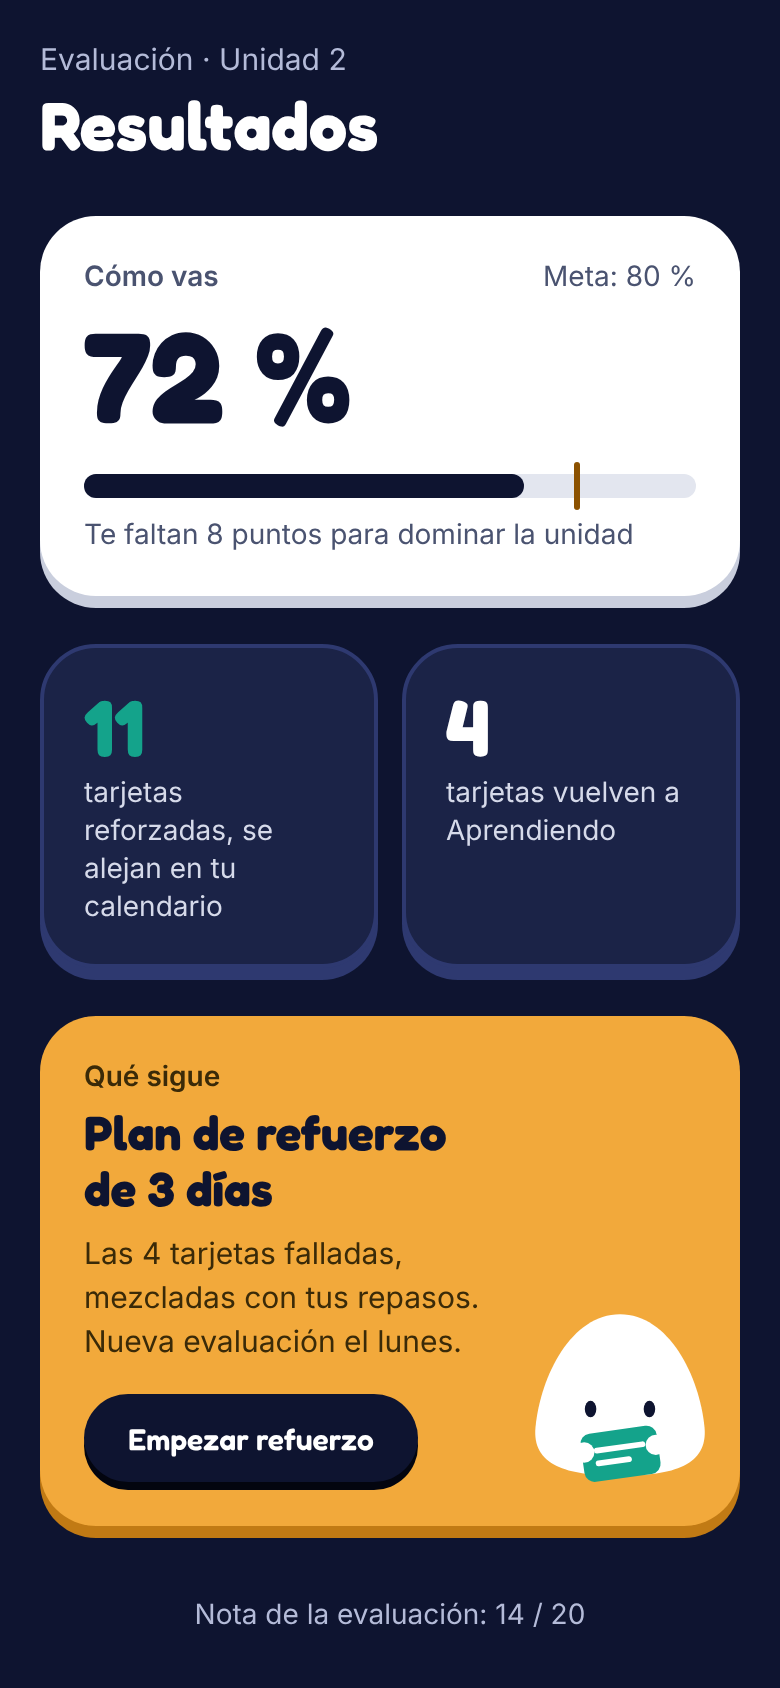 Evaluación · Unidad 2
Resultados
Cómo vas
Meta: 80 %
72 %
Te faltan 8 puntos para dominar la unidad
11
tarjetas
reforzadas, se
alejan en tu
calendario
4
tarjetas vuelven a
Aprendiendo
Qué sigue
Plan de refuerzo
de 3 días
Las 4 tarjetas falladas,
mezcladas con tus repasos.
Nueva evaluación el lunes.
Empezar refuerzo
Nota de la evaluación: 14 / 20